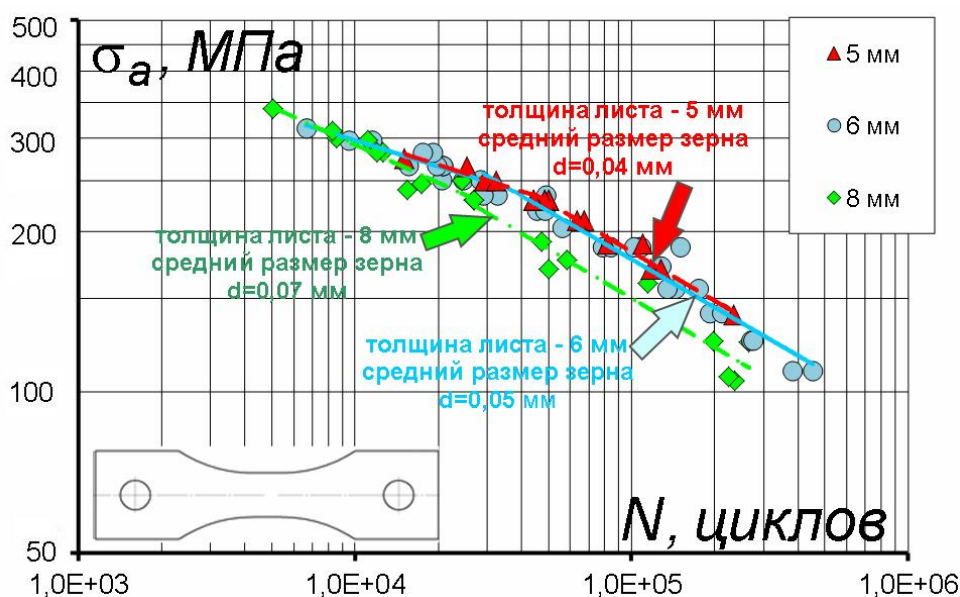 500
σa, МПа
400
300
200
100
50
5 мм
6 мм
8 мм
толщина листа - 5 мм
средний размер зерна
d=0,04 мм
толщина листа - 8 мм
средний размер зерна
d=0,07 мм
толщина листа - 6 мм
средний размер зерна
d=0,05 мм
N, циклов
1,0E+03
1,0E+04
1,0E+05
1,0E+06